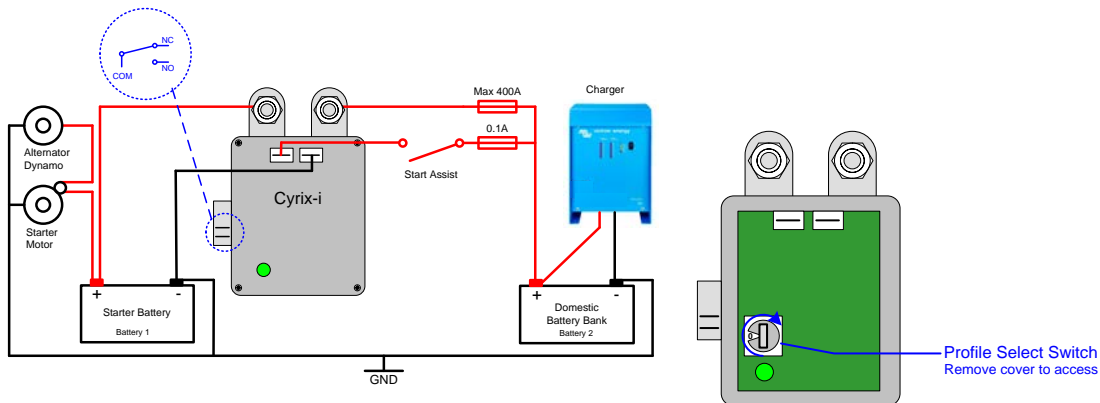 NC
NO
COM
Max 400A
Charger
0.1A
Alternator
Dynamo
Start Assist
Starter
Motor
Cyrix-i
+ -
Starter Battery
Battery 1
+ -
Domestic
Battery Bank
Battery 2
GND
Profile Select Switch
Remove cover to access